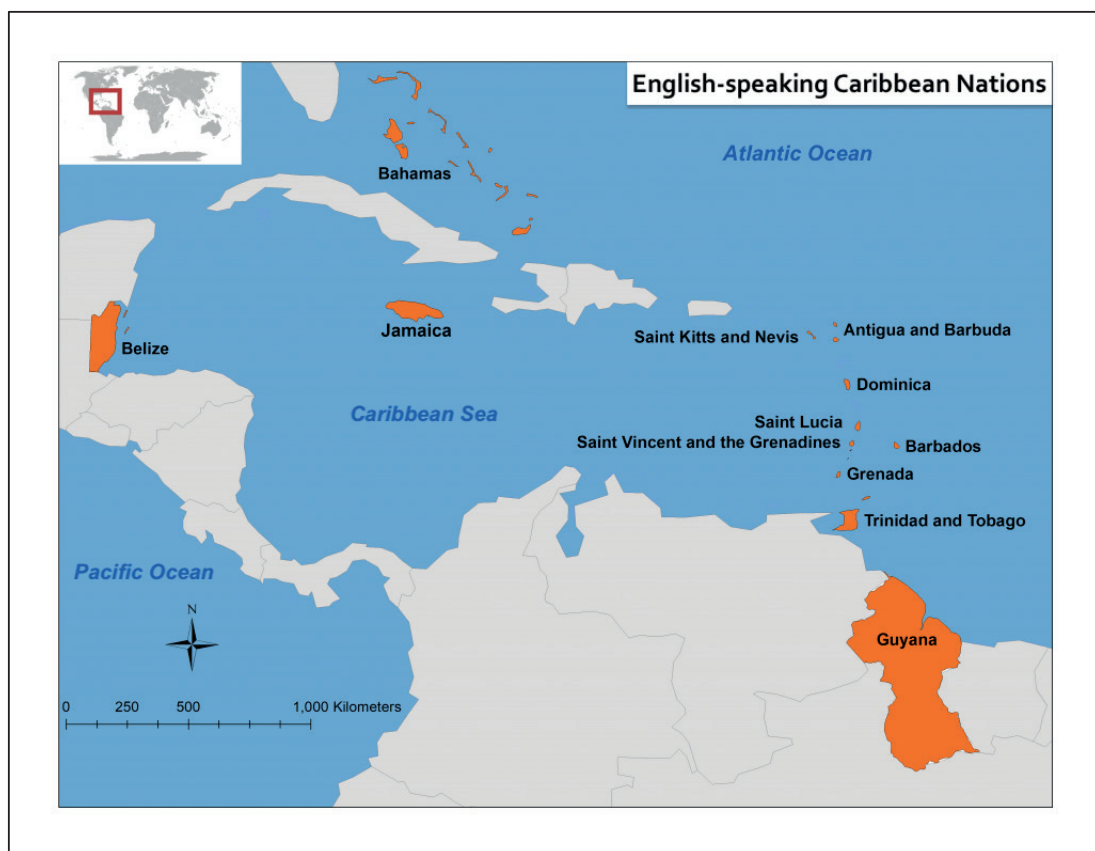 English-speaking Caribbean Nations
Atlantic Ocean
Bahamas
Jamaica
Belize
Saint Kitts and Nevis
Antigua and Barbuda
Dominica
Caribbean Sea
Saint Lucia
Saint Vincent and the Grenadines
Barbados
Grenada
Trinidad and Tobago
Pacific Ocean
N
Guyana
0 250 500 1,000 Kilometers